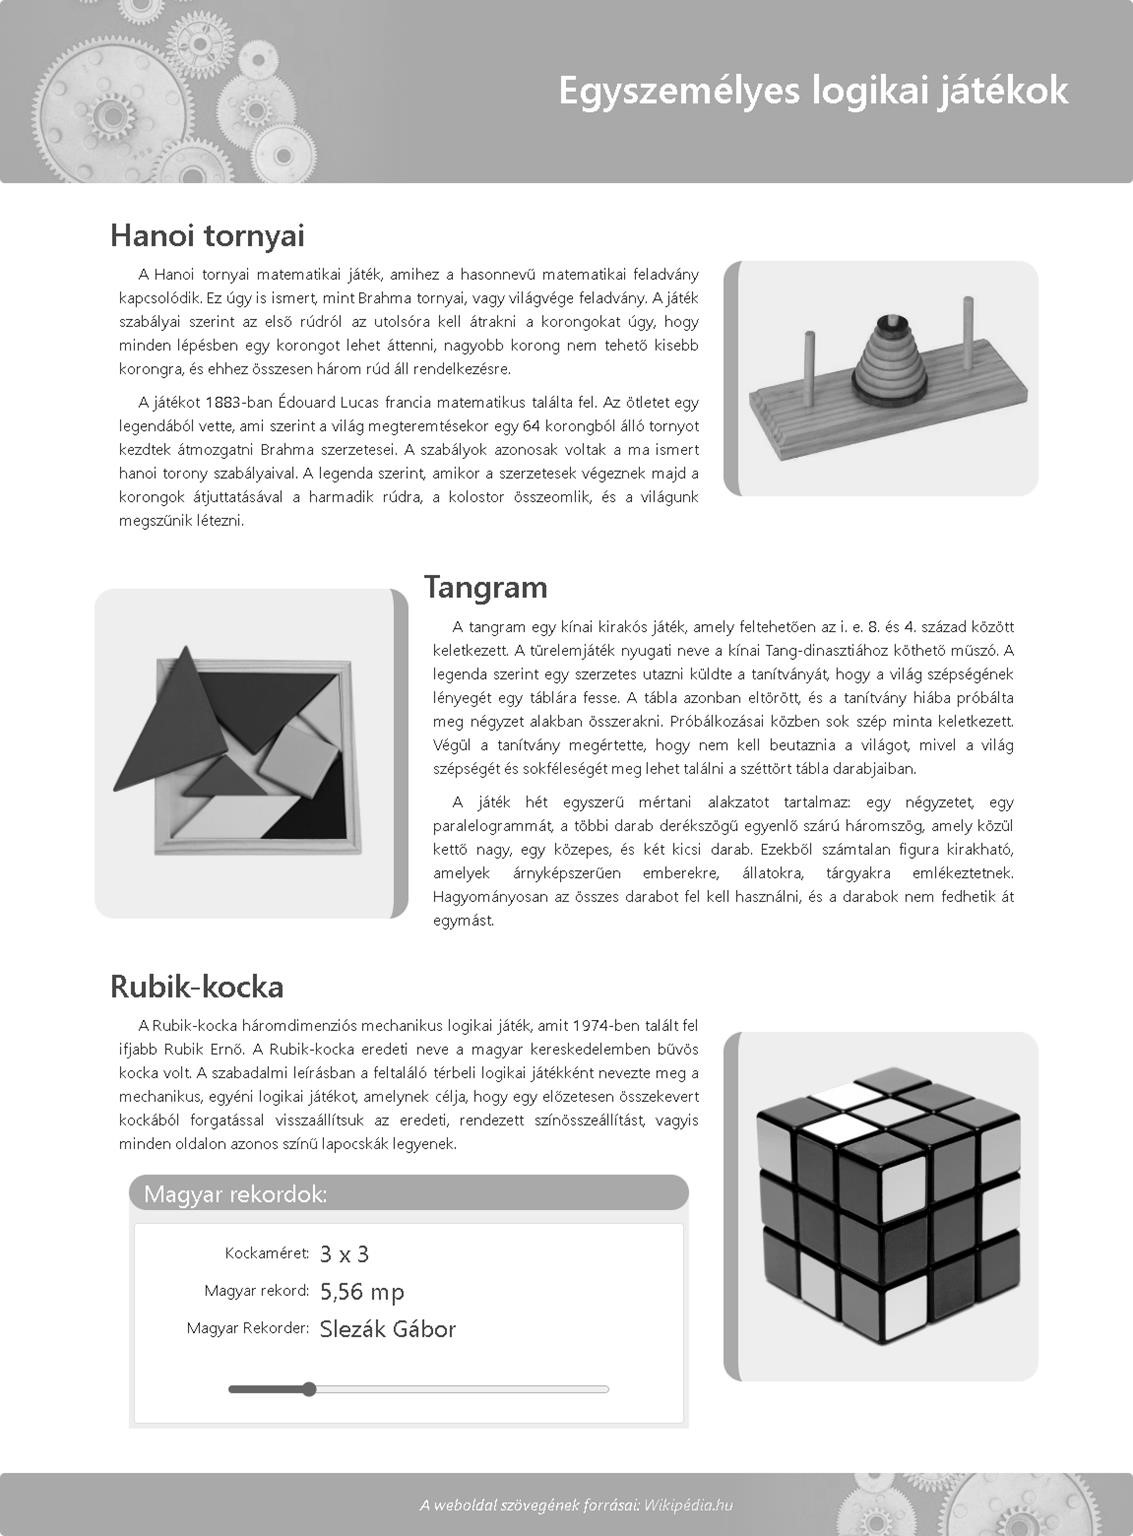 Egyszemélyes logikai játékok
Hanoi tornyai
A Hanoi tornyai matematikai játék, amihez a hasonnevű matematikai feladvány
kapcsolódik. Ez úgy is ismert, mint Brahma tornyai, vagy világvége feladvány. A játék
szabályai szerint az első rúdról az utolsóra kell átrakni a korongokat úgy, hogy
minden lépésben egy korongot lehet áttenni, nagyobb korong nem tehető kisebb
korongra, és ehhez összesen három rúd áll rendelkezésre.
A játékot 1883-ban Édouard Lucas francia matematikus találta fel. Az ötletet egy
legendából vette, ami szerint a világ megteremtésekor egy 64 korongból álló tornyot
kezdtek átmozgatni Brahma szerzetesei. A szabályok azonosak voltak a ma ismert
hanoi torony szabályaival. A legenda szerint, amikor a szerzetesek végeznek majd a
korongok átjuttatásával a harmadik rúdra, a kolostor összeomlik, és a világunk
megszűnik létezni.
Tangram
A tangram egy kínai kirakós játék, amely feltehetően az i. e. 8. és 4. század között
keletkezett. A türelemjáték nyugati neve a kínai Tang-dinasztiához köthető műszó. A
legenda szerint egy szerzetes utazni küldte a tanítványát, hogy a világ szépségének
lényegét egy táblára fesse. A tábla azonban eltörött, és a tanítvány hiába próbálta
meg négyzet alakban összerakni. Próbálkozásai közben sok szép minta keletkezett.
Végül a tanítvány megértette, hogy nem kell beutaznia a világot, mivel a világ
szépségét és sokféleségét meg lehet találni a széttört tábla darabjaiban.
A játék hét egyszerű mértani alakzatot tartalmaz: egy négyzetet, egy
paralelogrammát, a többi darab derékszögű egyenlő szárú háromszög, amely közül
kettő nagy, egy közepes, és két kicsi darab. Ezekből számtalan figura kirakható,
amelyek árnyképszerűen emberekre, állatokra, tárgyakra emlékeztetnek.
Hagyományosan az összes darabot fel kell használni, és a darabok nem fedhetik át
egymást.
Rubik-kocka
A Rubik-kocka háromdimenziós mechanikus logikai játék, amit 1974-ben talált fel
ifjabb Rubik Ernő. A Rubik-kocka eredeti neve a magyar kereskedelemben bűvös
kocka volt. A szabadalmi leírásban a feltaláló térbeli logikai játékként nevezte meg a
mechanikus, egyéni logikai játékot, amelynek célja, hogy egy előzetesen összekevert
kockából forgatással visszaállítsuk az eredeti, rendezett színösszeállítást, vagyis
minden oldalon azonos színű lapocskák legyenek.
Magyar rekordok:
Kockaméret: 3 x 3
Magyar rekord: 5,56 mp
Magyar Rekorder: Slezák Gábor
A weboldal szövegének forrásai: Wikipédia.hu